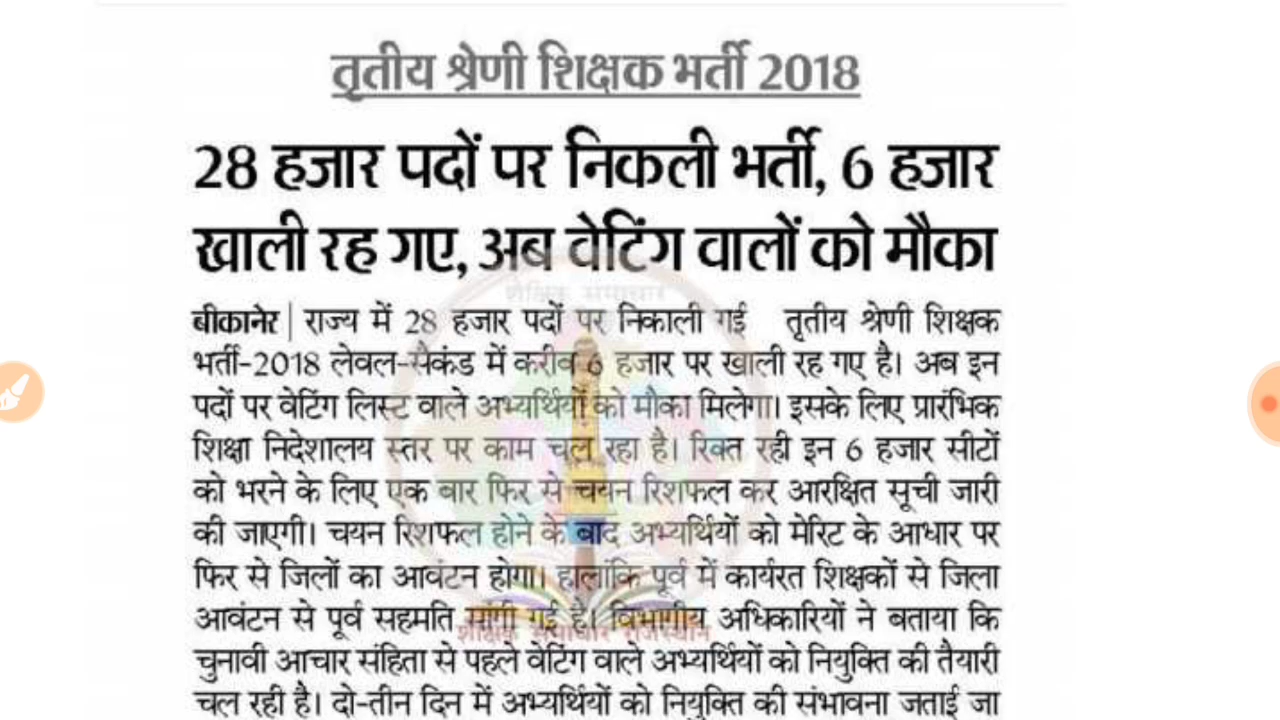 तृतीय श्रेणी शिक्षक भर्ती 2018
28 हजार पदों पर निकली भर्ती, 6 हजार
खाली रह गए, अब वेटिंग वालों को मौका
शैक्षिक समाचार
बीकानेर | राज्य में 28 हजार पदों पर निकाली गई तृतीय श्रेणी शिक्षक
भर्ती-2018 लेवल-सैकंड में करीब 6 हजार पर खाली रह गए है। अब इन
पदों पर वेटिंग लिस्ट वाले अभ्यर्थियों को मौका मिलेगा। इसके लिए प्रारंभिक
शिक्षा निदेशालय स्तर पर काम चल रहा है। रिक्त रही इन 6 हजार सीटों
को भरने के लिए एक बार फिर से चयन रिशफल कर आरक्षित सूची जारी
की जाएगी। चयन रिशफल होने के बाद अभ्यर्थियों को मेरिट के आधार पर
फिर से जिलों का आवंटन होगा। हालांकि पूर्व में कार्यरत शिक्षकों से जिला
आवंटन से पूर्व सहमति मांगी गई है। विभागीय अधिकारियों ने बताया कि
शैक्षिक समाचार राजस्थान
चुनावी आचार संहिता से पहले वेटिंग वाले अभ्यर्थियों को नियुक्ति की तैयारी
चल रही है। दो-तीन दिन में अभ्यर्थियों को नियुक्ति की संभावना जताई जा